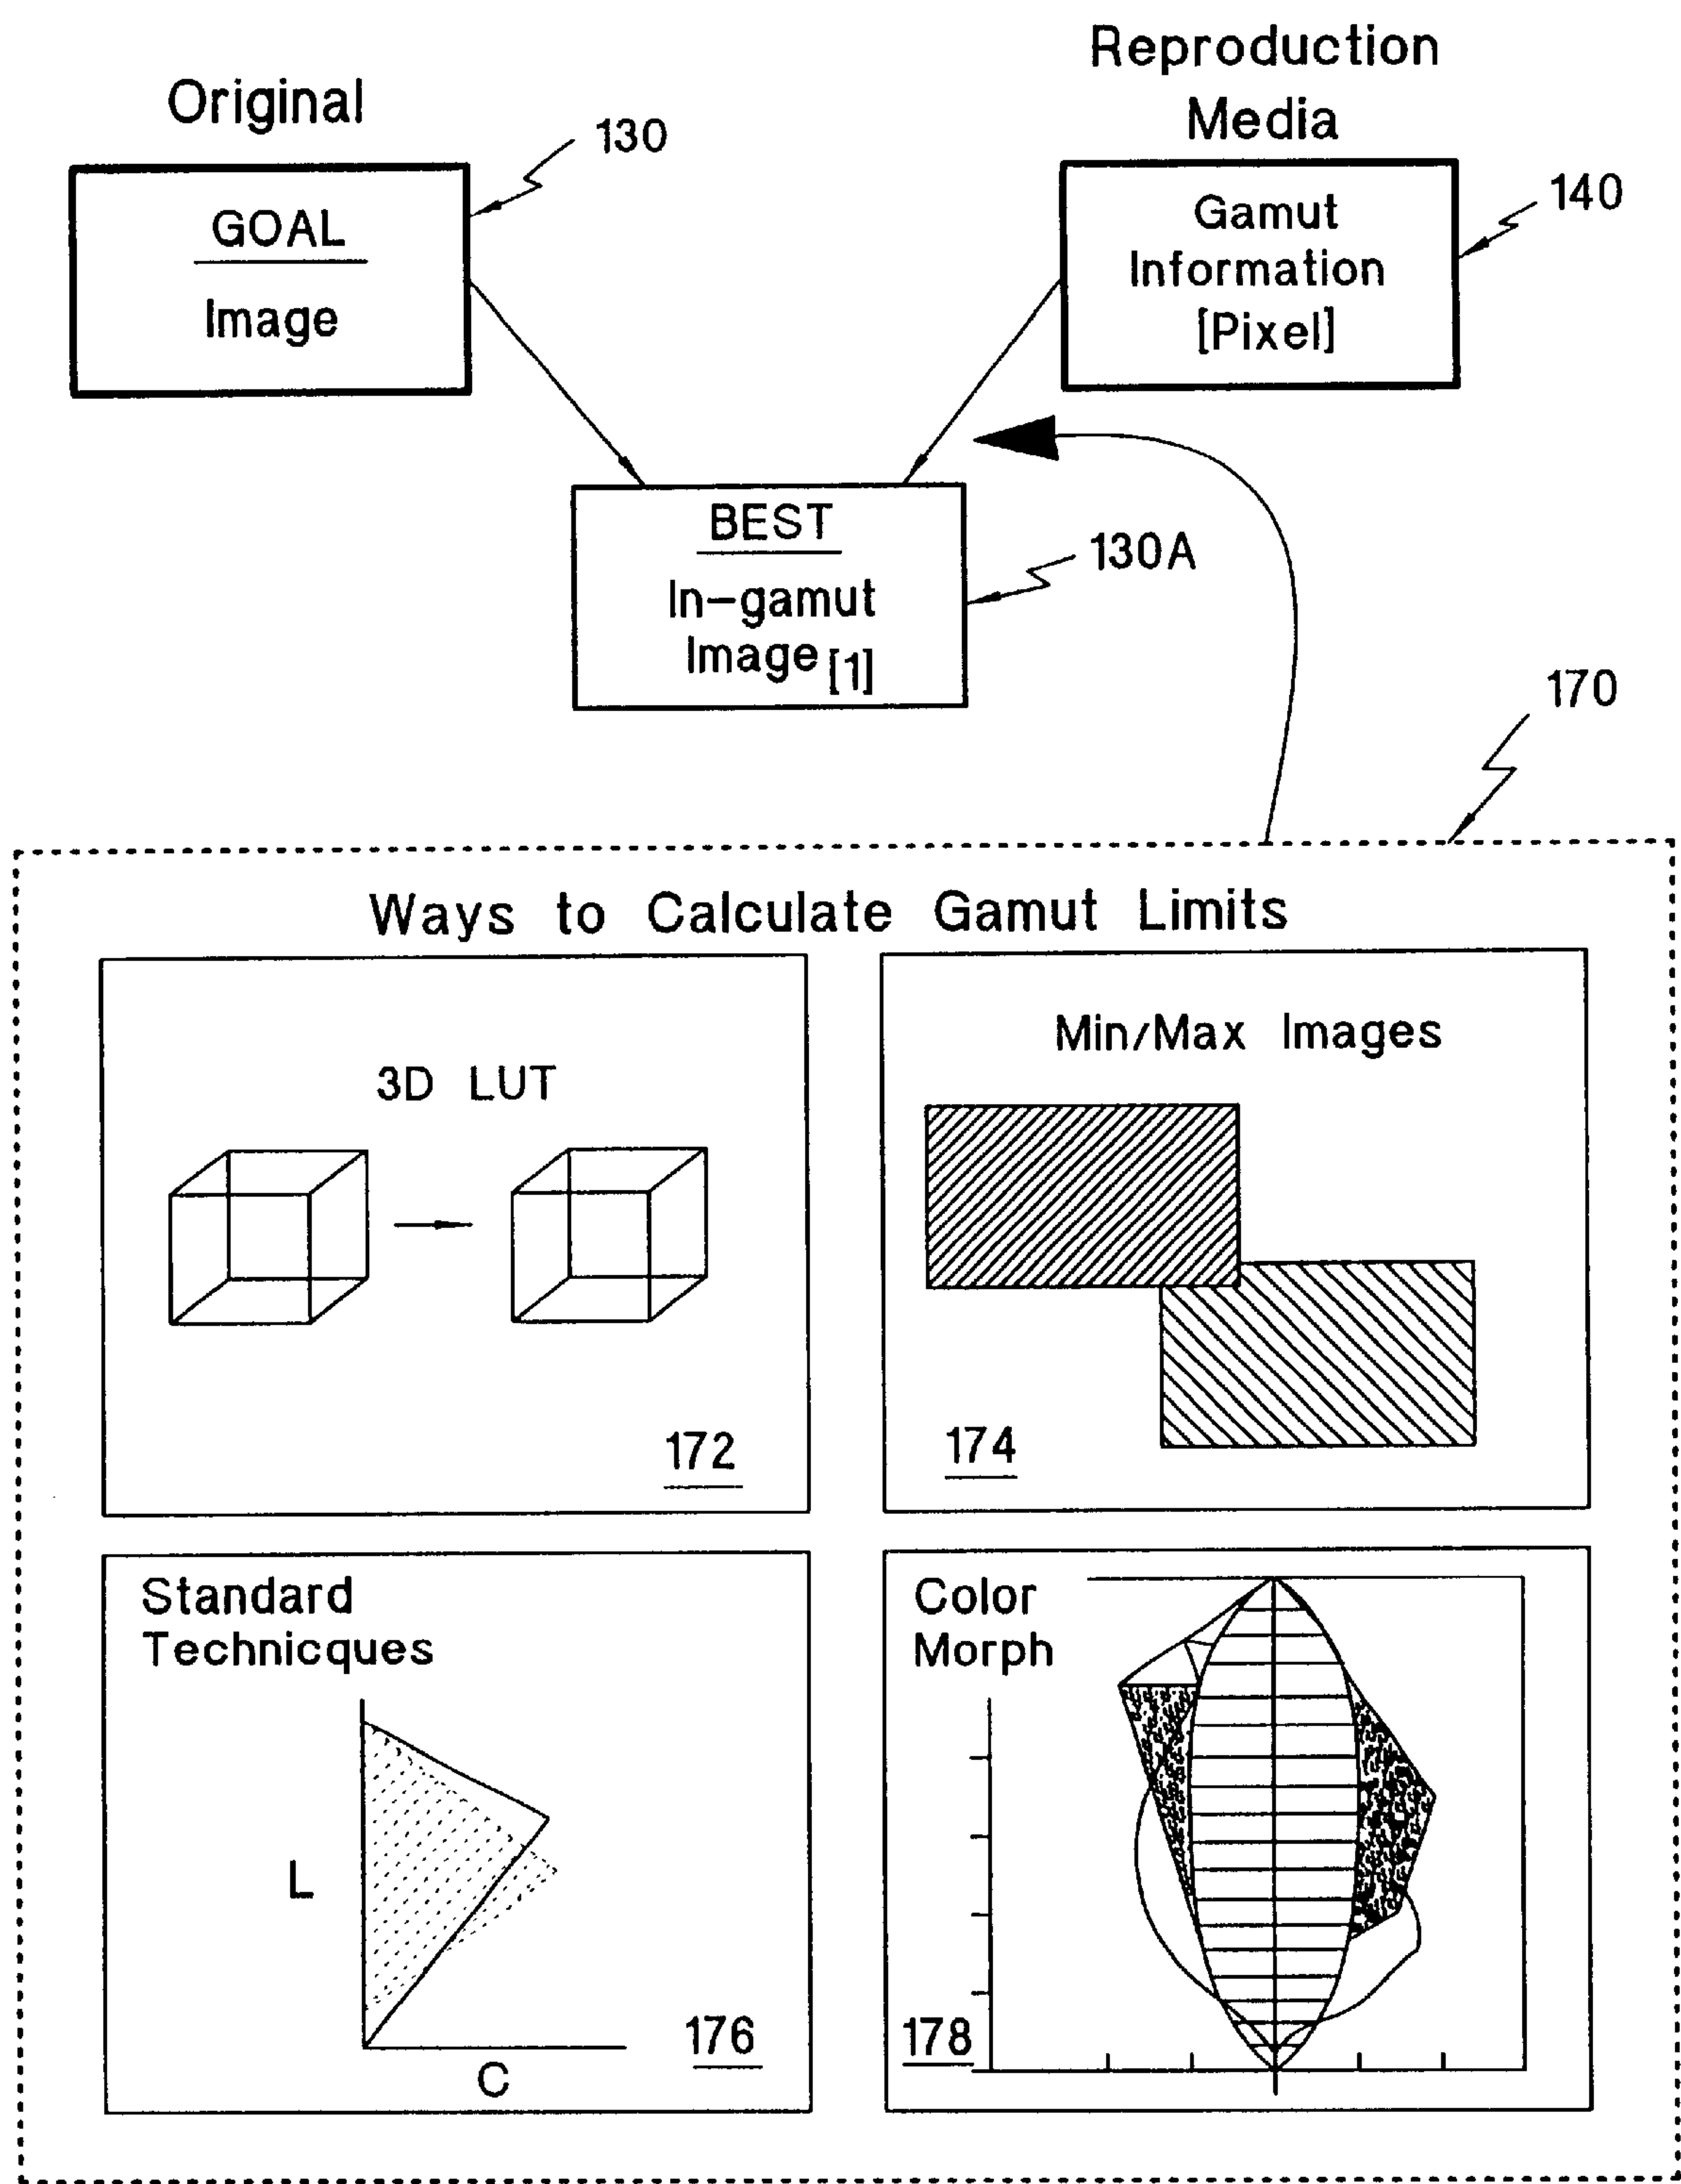 Original
130
GOAL
Image
Reproduction
Media
140
Gamut
Information
[Pixel]
BEST
In-gamut
Image[1]
130A
170
Ways to Calculate Gamut Limits
3D LUT
172
Min/Max Images
174
Standard
Technicques
L
C
176
Color
Morph
178